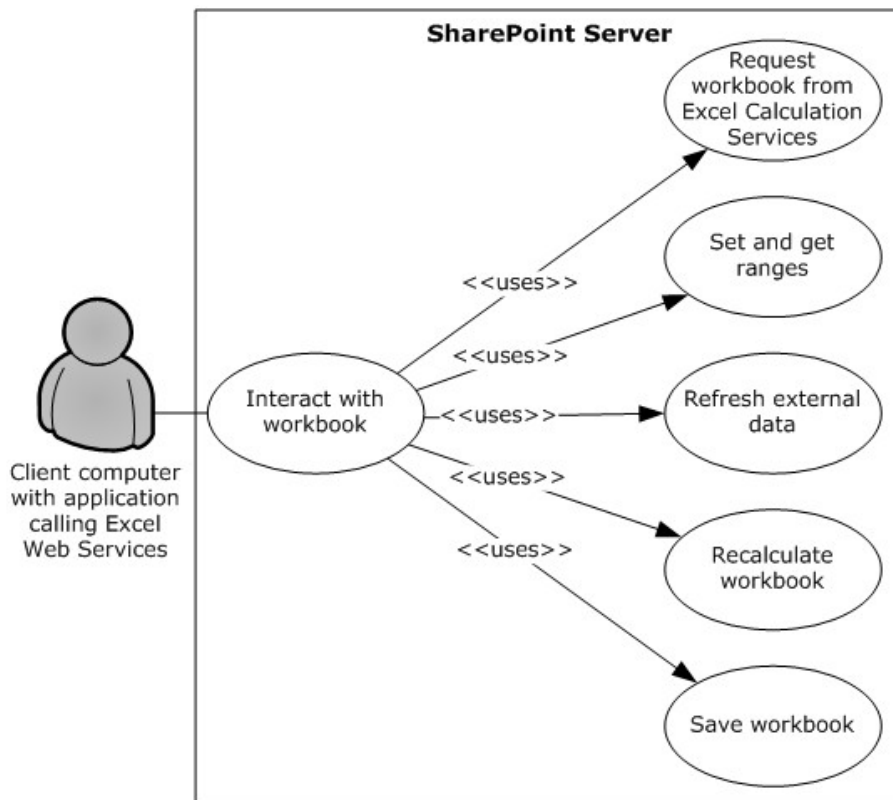 SharePoint Server
Request
workbook from
Excel Calculation
Services
Set and get
ranges
<<uses>>
<<uses>>
Interact with
workbook
<<uses>>
Refresh external
data
Client computer
with application
calling Excel
Web Services
<<uses>>
<<uses>>
Recalculate
workbook
Save workbook